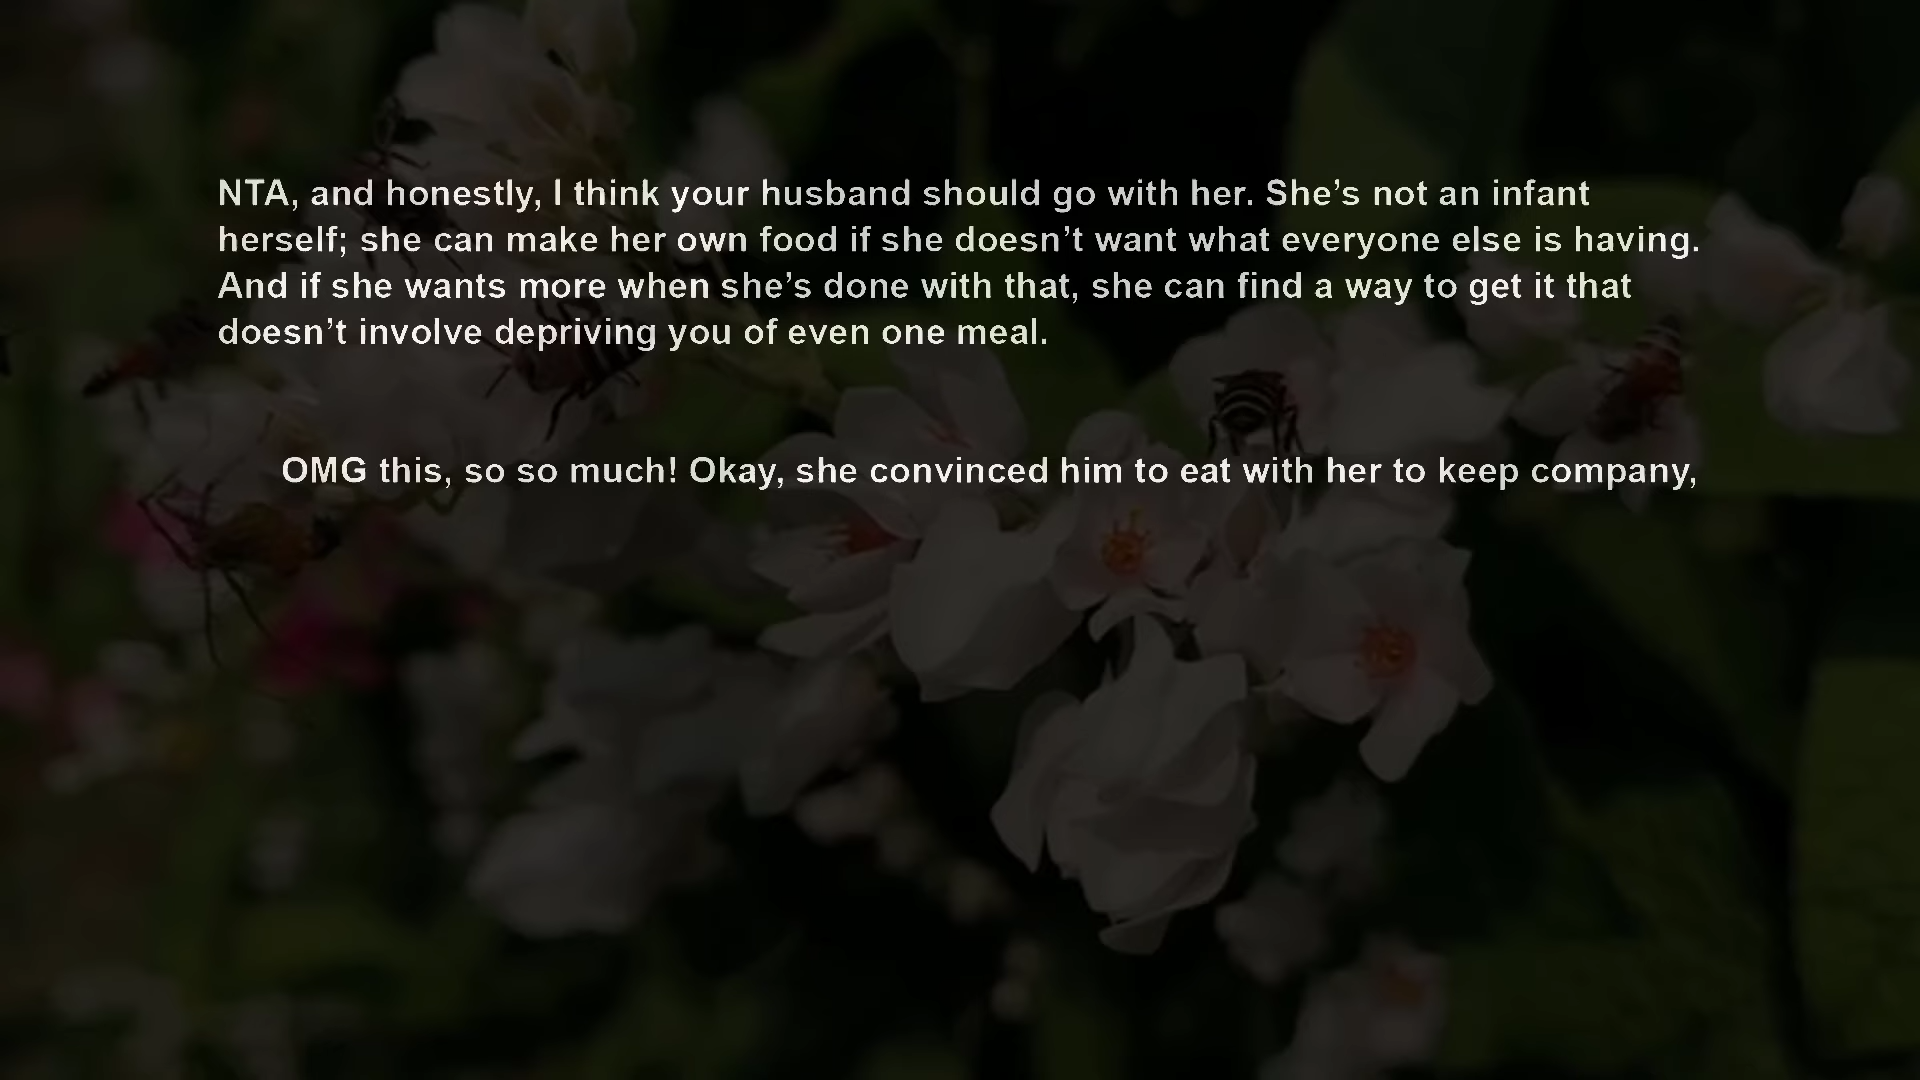 NTA, and honestly, I think your husband should go with her. She’s not an infant
herself; she can make her own food if she doesn’t want what everyone else is having.
And if she wants more when she’s done with that, she can find a way to get it that
doesn’t involve depriving you of even one meal.
OMG this, so so much! Okay, she convinced him to eat with her to keep company,